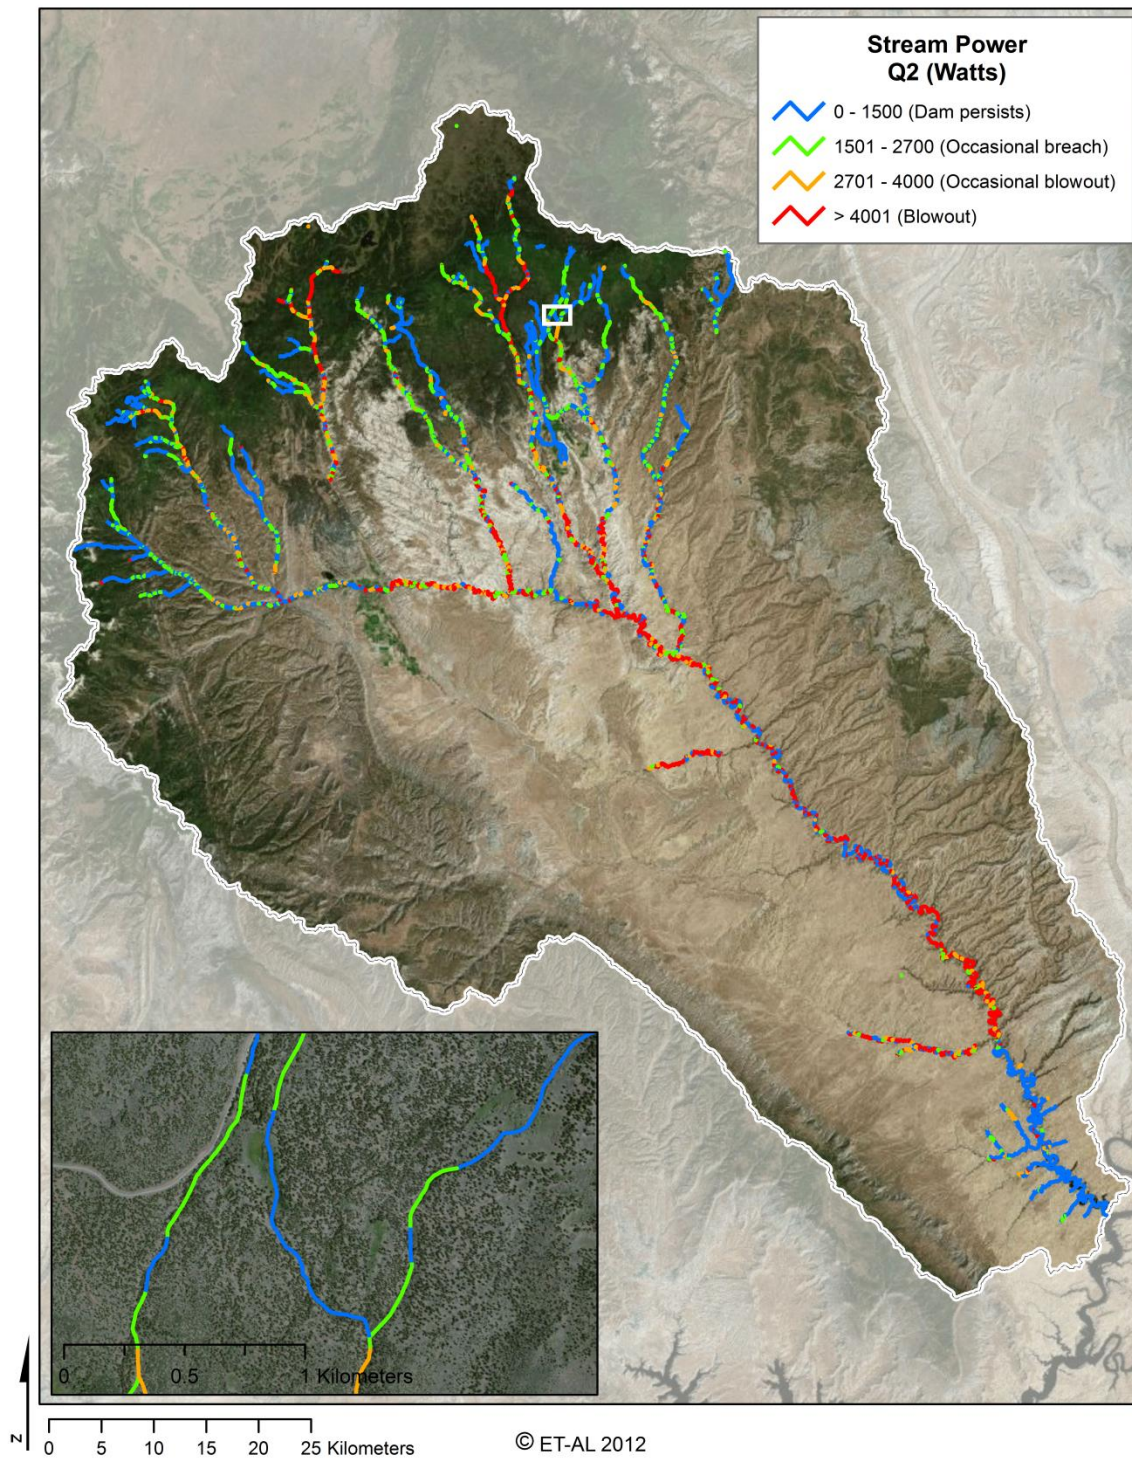 Stream Power
Q2 (Watts)
0 - 1500 (Dam persists)
1501 - 2700 (Occasional breach)
2701 - 4000 (Occasional blowout)
> 4001 (Blowout)
0 0.5 1 Kilometers
N
0 5 10 15 20 25 Kilometers
© ET-AL 2012